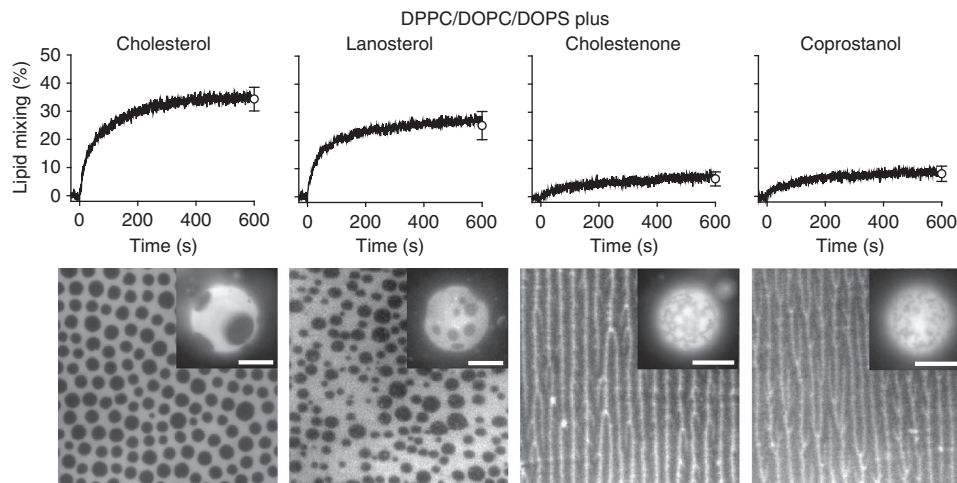 DPPC/DOPC/DOPS plus
Cholesterol Lanosterol Cholestenone Coprostanol
Lipid mixing (%)
50
40
30
20
10
0
0 200 400 600 0 200 400 600 0 200 400 600 0 200 400 600
Time (s) Time (s) Time (s) Time (s)